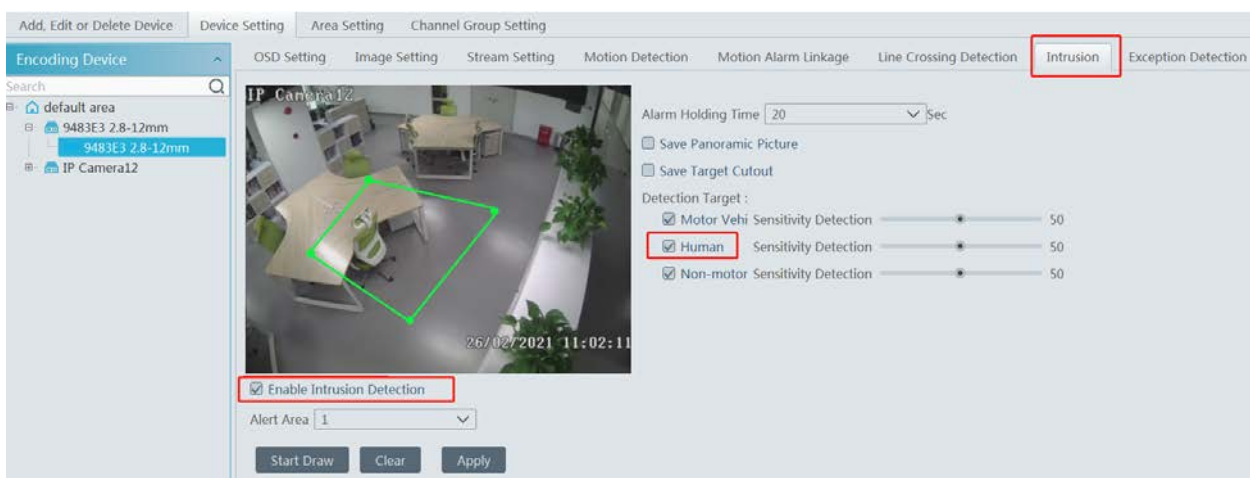 Add, Edit or Delete Device Device Setting Area Setting Channel Group Setting
Encoding Device OSD Setting Image Setting Stream Setting Motion Detection Motion Alarm Linkage Line Crossing Detection Intrusion Exception Detection
Search
default area
9483E3 2.8-12mm
9483E3 2.8-12mm
IP Camera12
IP Camera12
Alarm Holding Time 20 Sec
Save Panoramic Picture
Save Target Cutout
Detection Target :
Motor Vehi Sensitivity Detection 50
Human Sensitivity Detection 50
Non-motor Sensitivity Detection 50
26/02/2021 11:02:11
Enable Intrusion Detection
Alert Area 1
Start Draw Clear Apply